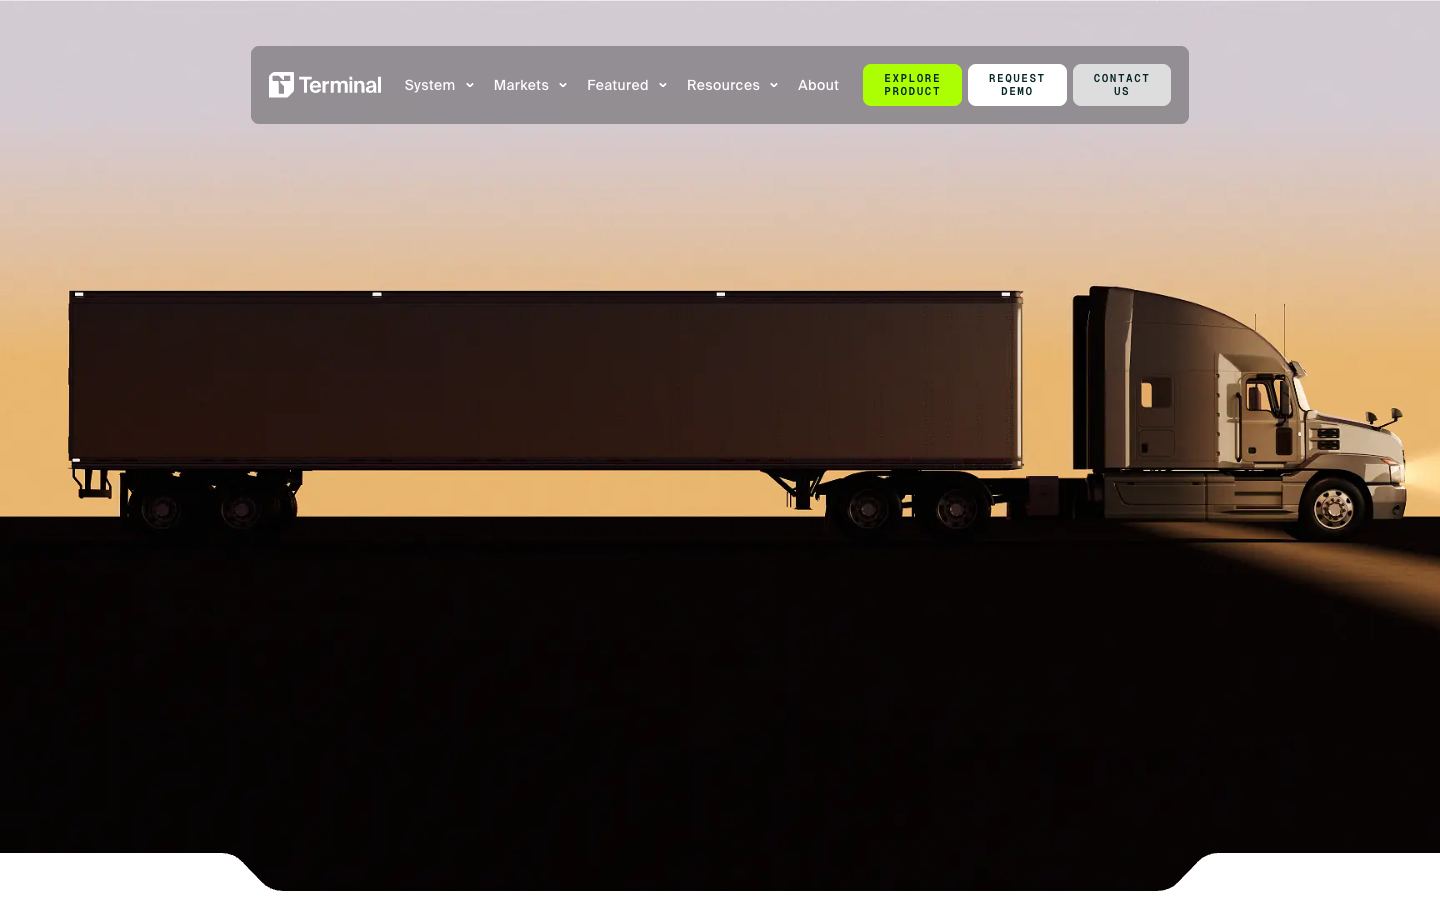 Terminal
System
Markets
Featured
Resources
About
EXPLORE
PRODUCT
REQUEST
DEMO
CONTACT
US